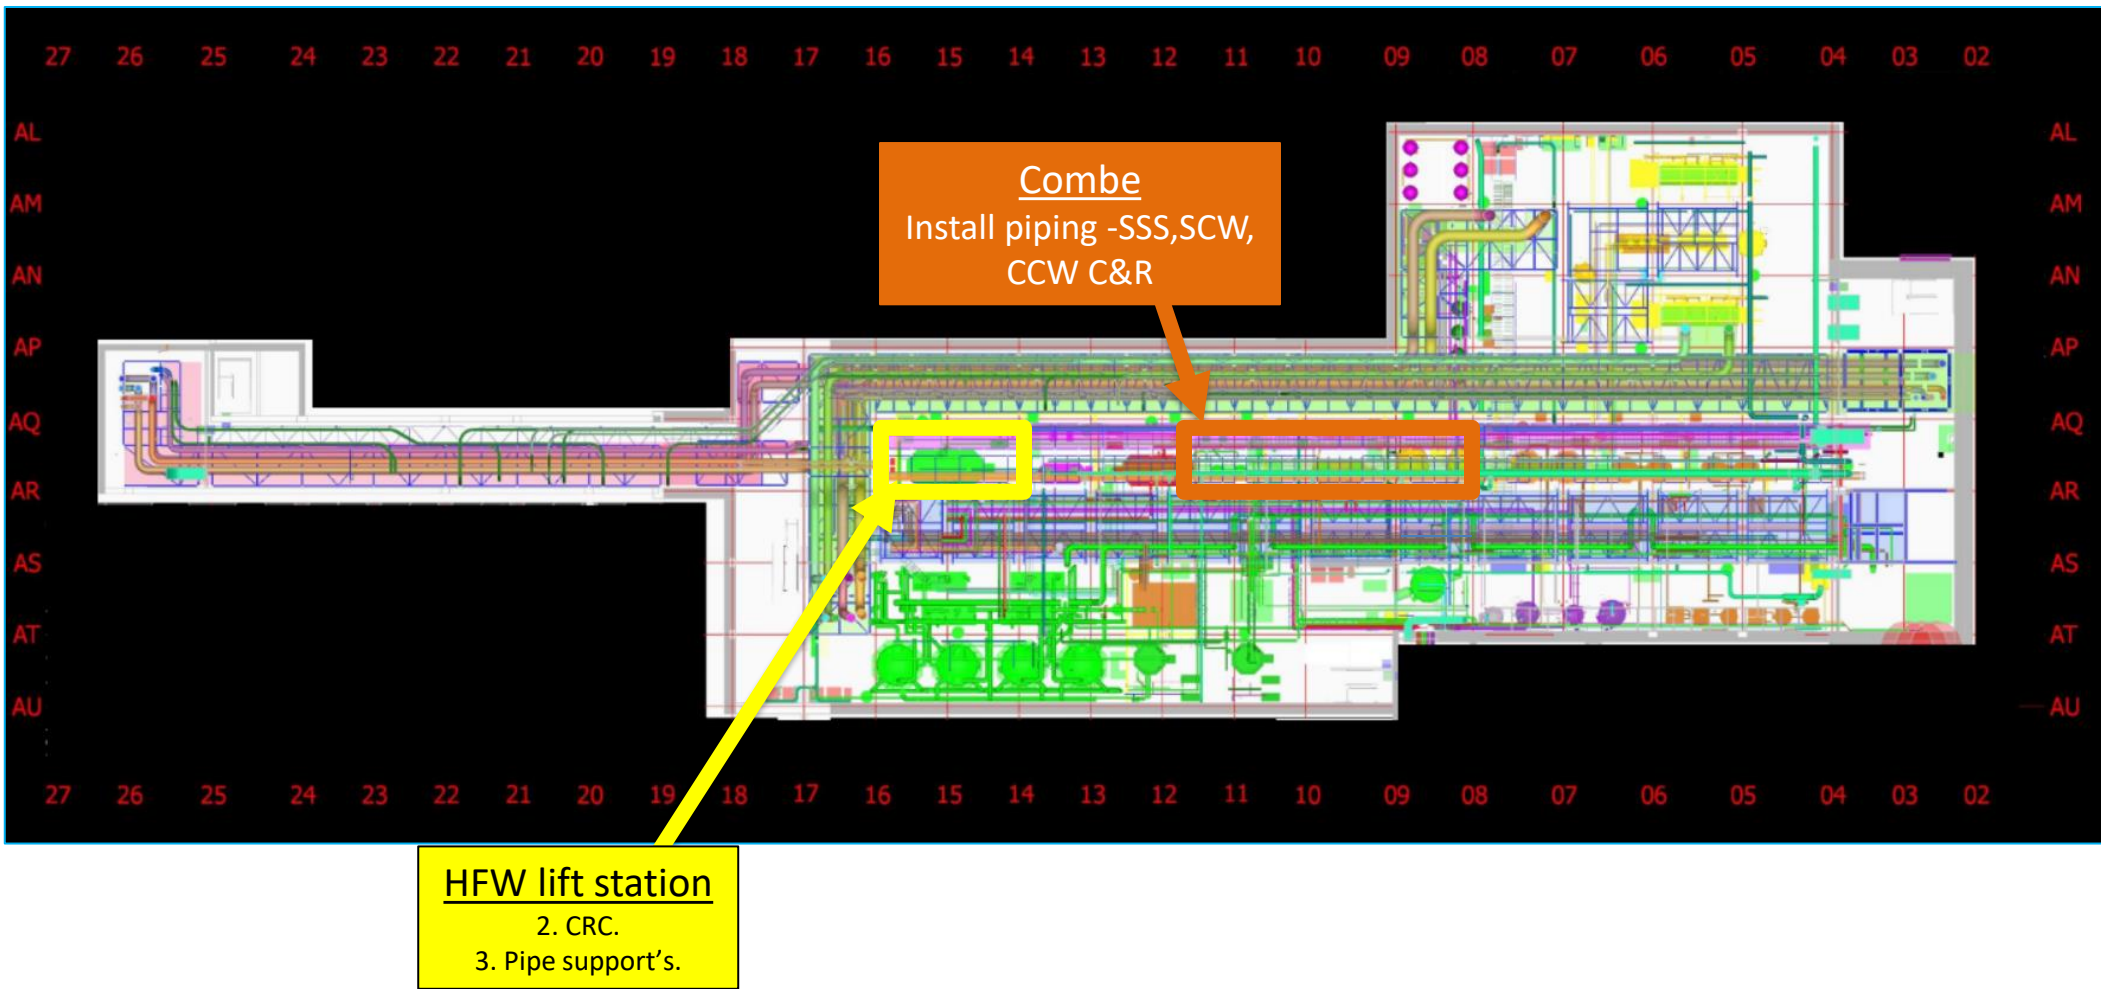 27 26 25 24 23 22 21 20 19 18 17 16 15 14 13 12 11 10 09 08 07 06 05 04 03 02
AL AL
Combe
AM AM
Install piping -SSS,SCW,
CCW C&R
AN AN
AP AP
AQ AQ
AR AR
AS AS
AT AT
AU AU
27 26 25 24 23 22 21 20 19 18 17 16 15 14 13 12 11 10 09 08 07 06 05 04 03 02
HFW lift station
2. CRC.
3. Pipe support’s.